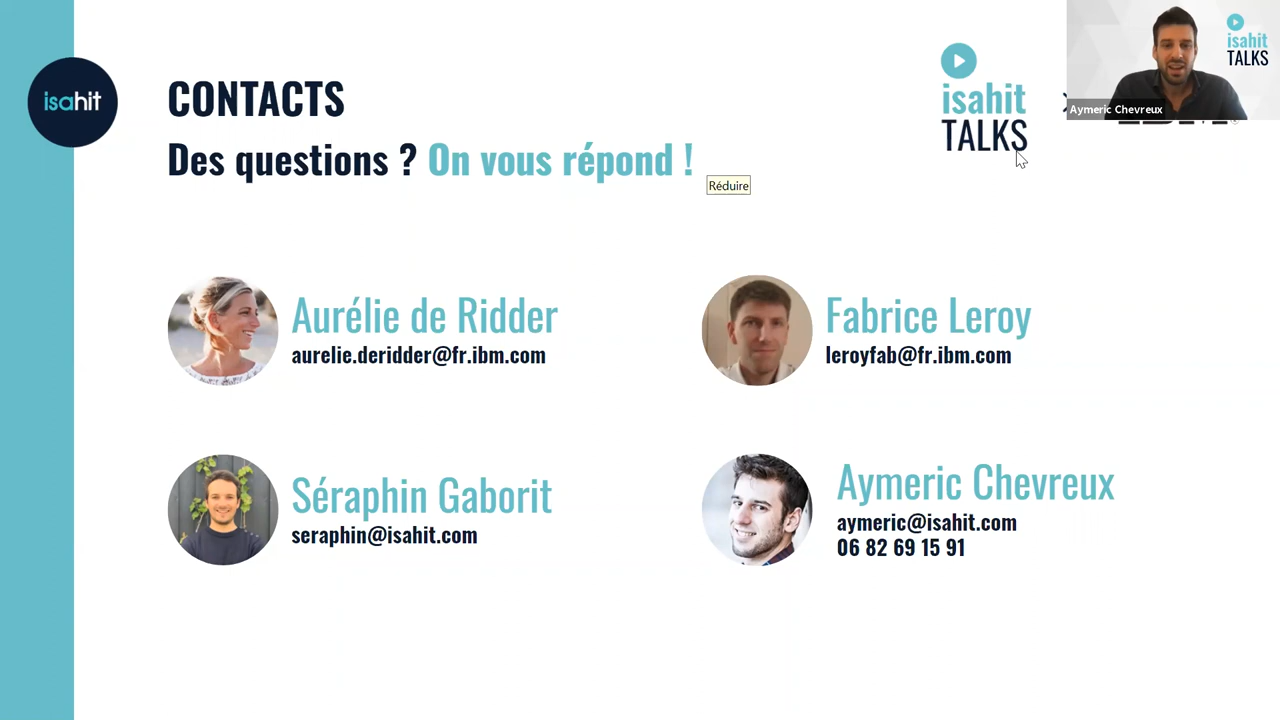 isahit
CONTACTS
Des questions ? On vous répond !
Réduire
isahit
TALKS
isahit
TALKS
Aymeric Chevreux
Aurélie de Ridder
aurelie.deridder@fr.ibm.com
Fabrice Leroy
leroyfab@fr.ibm.com
Séraphin Gaborit
seraphin@isahit.com
Aymeric Chevreux
aymeric@isahit.com
06 82 69 15 91